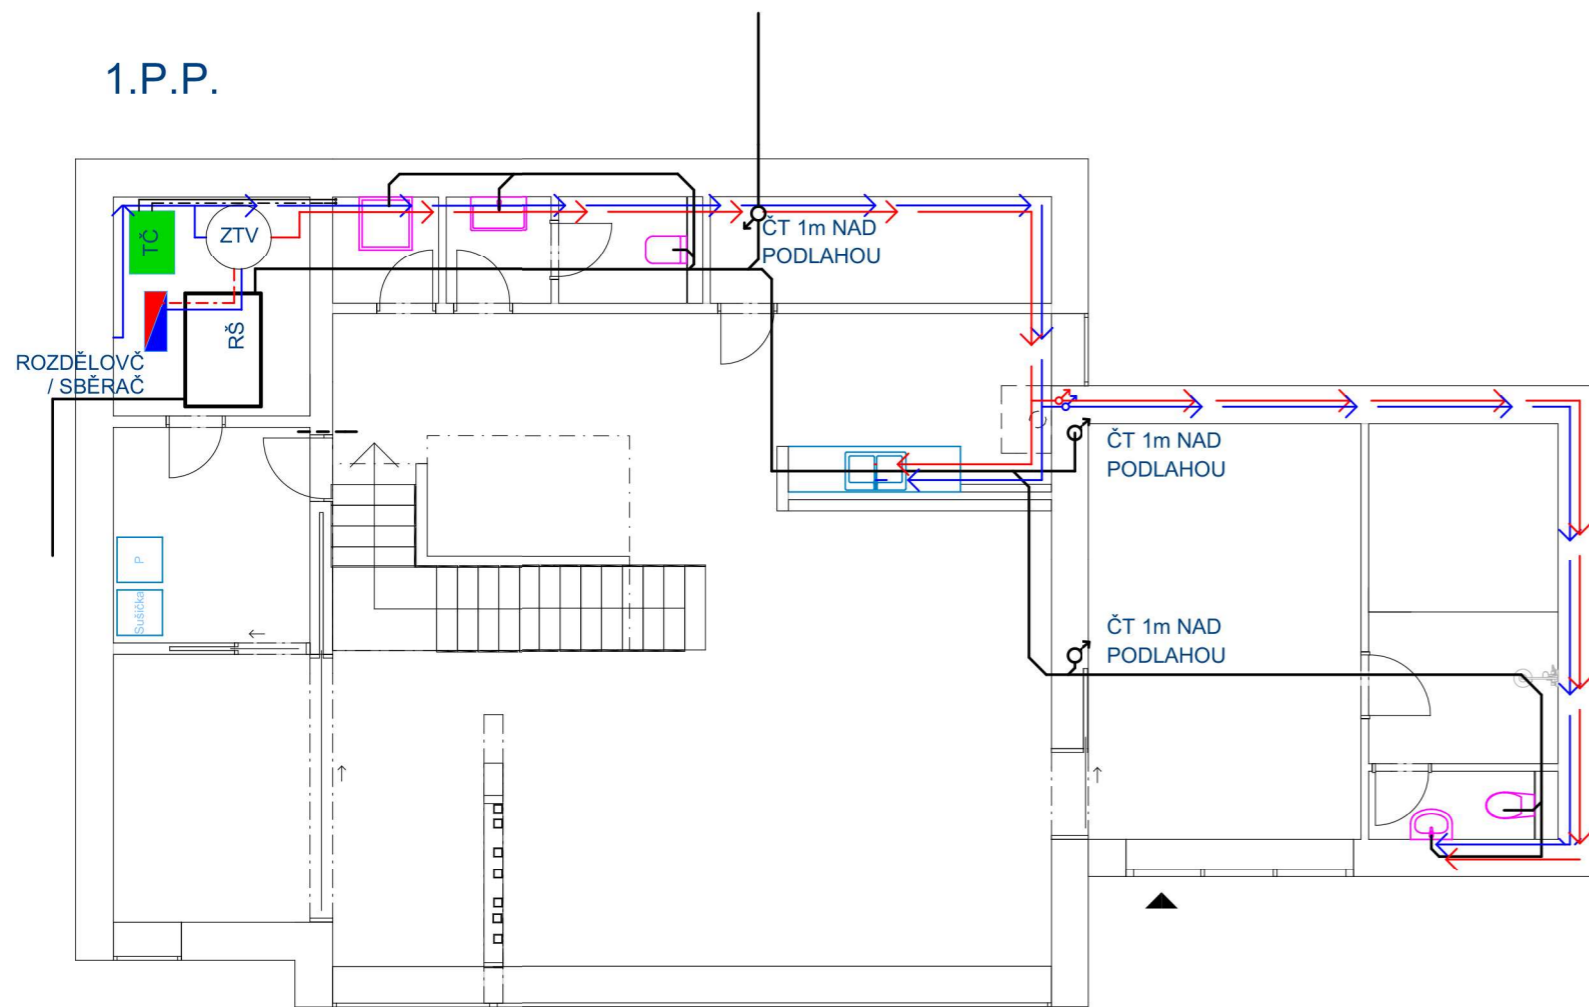 1.P.P.
TČ
ZTV
ČT 1m NAD
PODLAHOU
RŠ
ROZDĚLOVČ
/ SBĚRAČ
ČT 1m NAD
PODLAHOU
P
Sušička
ČT 1m NAD
PODLAHOU